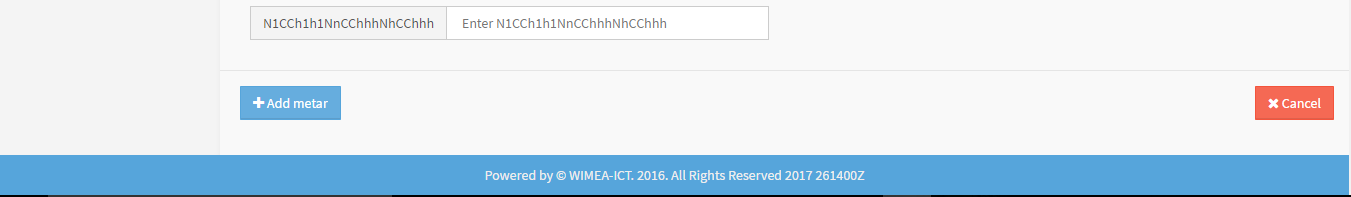 N1CCh1h1NnCChhhNhCChhh Enter N1CCh1h1NnCChhhNhCChhh
Add metar Cancel
Powered by © WIMEA-ICT. 2016. All Rights Reserved 2017 261400Z